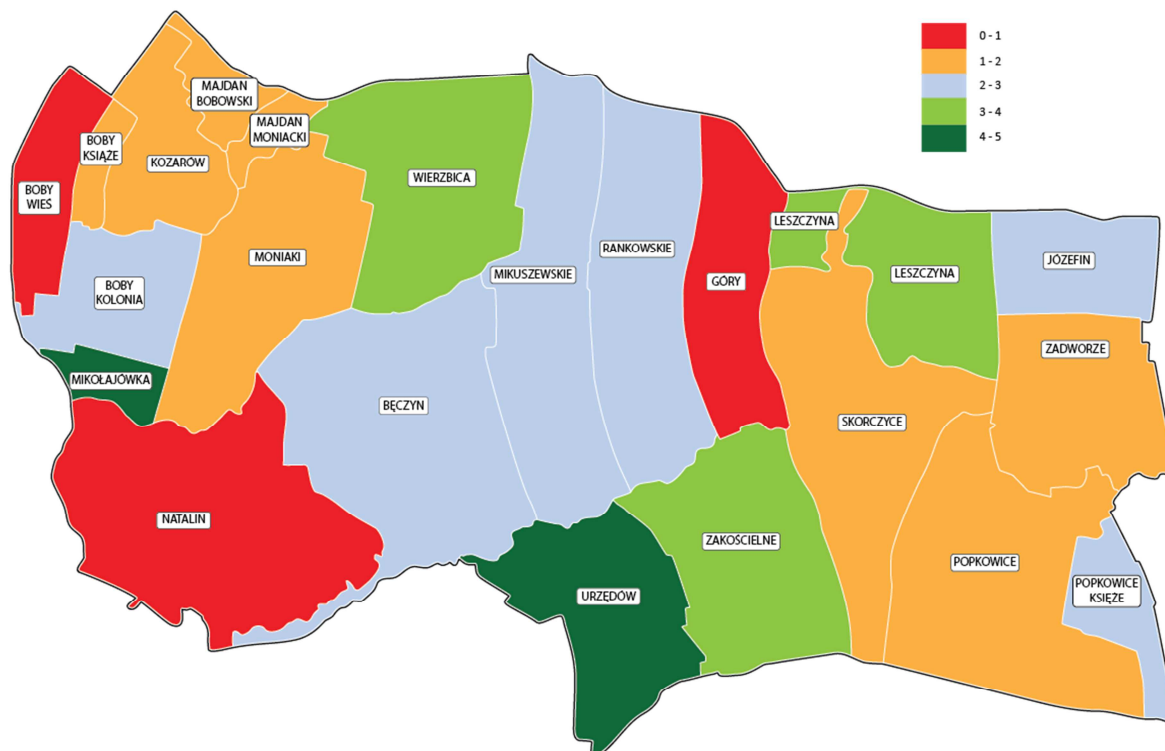 0 - 1
1 - 2
2 - 3
3 - 4
4 - 5
MAJDAN
BOBOWSKI
MAJDAN
MONIACKI
BOBY
KSIĄŻE
KOZARÓW
WIERZBICA
BOBY
WIEŚ
LESZCZYNA
RANKOWSKIE
MONIAKI
JÓZEFIN
MIKUSZEWSKIE
LESZCZYNA
GÓRY
BOBY
KOLONIA
ZADWORZE
MIKOŁAJÓWKA
BĘCZYN
SKORCZYCE
NATALIN
ZAKOŚCIELNE
POPKOWICE
POPKOWICE
KSIĘŻE
URZĘDÓW